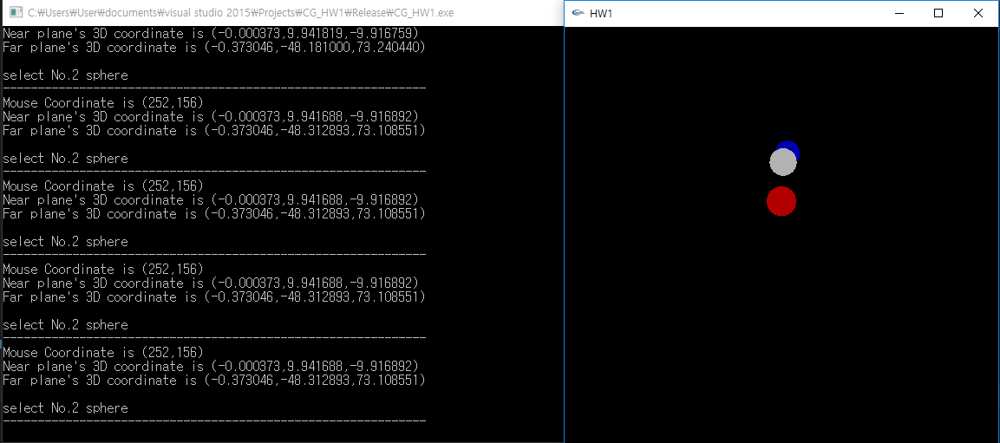 C:₩Users₩User₩documents₩visual studio 2015₩Projects₩CG_HW1₩Release₩CG_HW1.exe
Near plane's 3D coordinate is (-0.000373,9.941819,-9.916759)
Far plane's 3D coordinate is (-0.373046,-48.181000,73.240440)
select No.2 sphere
-------------------------------------------------------------
Mouse Coordinate is (252,156)
Near plane's 3D coordinate is (-0.000373,9.941688,-9.916892)
Far plane's 3D coordinate is (-0.373046,-48.312893,73.108551)
select No.2 sphere
-------------------------------------------------------------
Mouse Coordinate is (252,156)
Near plane's 3D coordinate is (-0.000373,9.941688,-9.916892)
Far plane's 3D coordinate is (-0.373046,-48.312893,73.108551)
select No.2 sphere
-------------------------------------------------------------
Mouse Coordinate is (252,156)
Near plane's 3D coordinate is (-0.000373,9.941688,-9.916892)
Far plane's 3D coordinate is (-0.373046,-48.312893,73.108551)
select No.2 sphere
-------------------------------------------------------------
Mouse Coordinate is (252,156)
Near plane's 3D coordinate is (-0.000373,9.941688,-9.916892)
Far plane's 3D coordinate is (-0.373046,-48.312893,73.108551)
select No.2 sphere
-------------------------------------------------------------
HW1